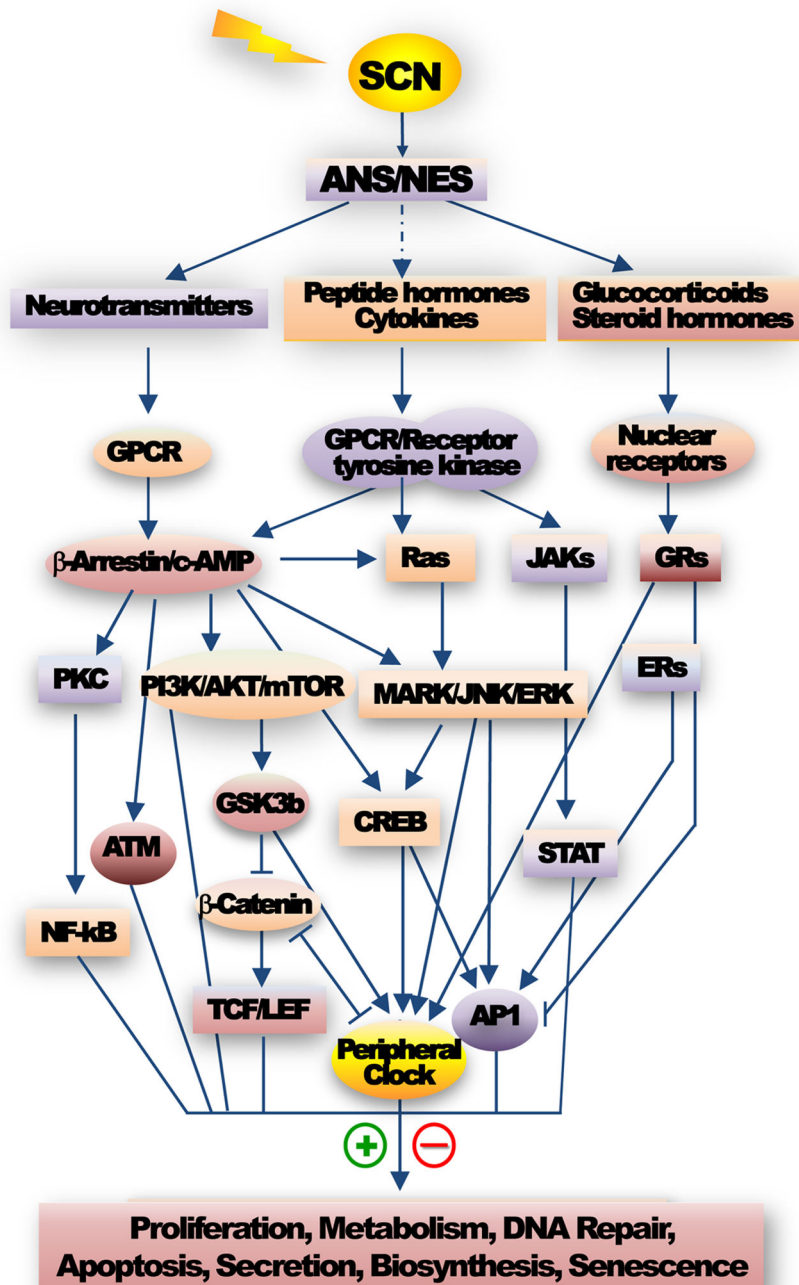 SCN
ANS/NES
Neurotransmitters
Peptide hormones
Cytokines
Glucocorticoids
Steroid hormones
GPCR
GPCR/Receptor
tyrosine kinase
Nuclear
receptors
β-Arrestin/c-AMP
Ras
JAKs
GRs
PKC
PI3K/AKT/mTOR
MARK/JNK/ERK
ERs
GSK3b
CREB
ATM
STAT
β-Catenin
NF-kB
TCF/LEF
AP1
Peripheral
Clock
+
−
Proliferation, Metabolism, DNA Repair,
Apoptosis, Secretion, Biosynthesis, Senescence